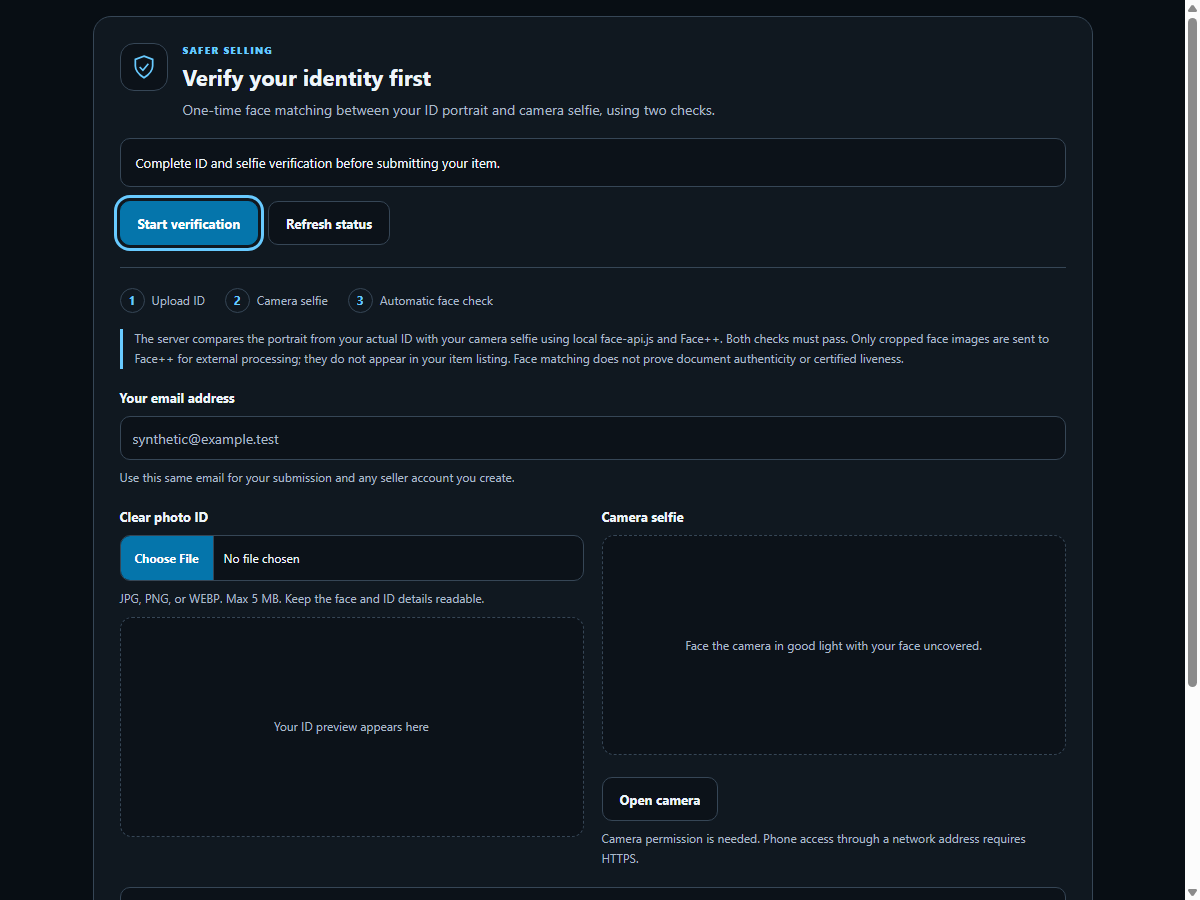 SAFER SELLING
Verify your identity first
One-time face matching between your ID portrait and camera selfie, using two checks.
Complete ID and selfie verification before submitting your item.
Start verification
Refresh status
1 Upload ID
2 Camera selfie
3 Automatic face check
The server compares the portrait from your actual ID with your camera selfie using local face-api.js and Face++. Both checks must pass. Only cropped face images are sent to
Face++ for external processing; they do not appear in your item listing. Face matching does not prove document authenticity or certified liveness.
Your email address
synthetic@example.test
Use this same email for your submission and any seller account you create.
Clear photo ID
Choose File No file chosen
JPG, PNG, or WEBP. Max 5 MB. Keep the face and ID details readable.
Your ID preview appears here
Camera selfie
Face the camera in good light with your face uncovered.
Open camera
Camera permission is needed. Phone access through a network address requires
HTTPS.